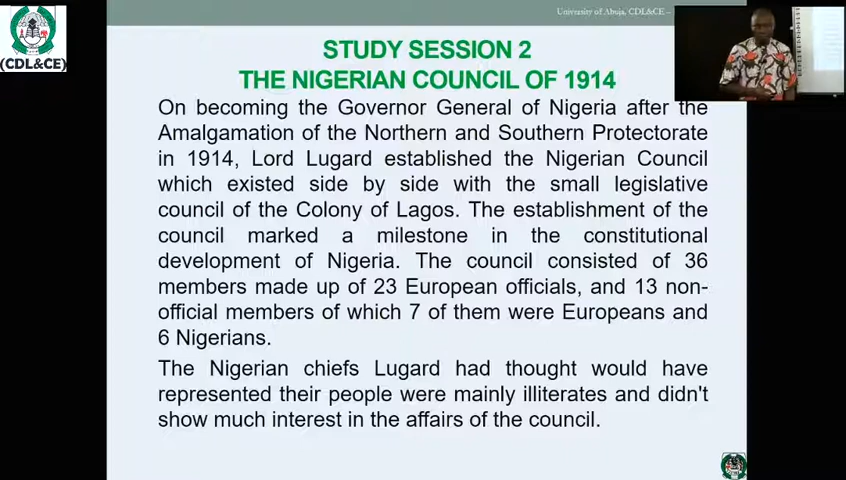 University of Abuja, CDL&CE –
(CDL&CE)
STUDY SESSION 2
THE NIGERIAN COUNCIL OF 1914
On becoming the Governor General of Nigeria after the
Amalgamation of the Northern and Southern Protectorate
in 1914, Lord Lugard established the Nigerian Council
which existed side by side with the small legislative
council of the Colony of Lagos. The establishment of the
council marked a milestone in the constitutional
development of Nigeria. The council consisted of 36
members made up of 23 European officials, and 13 non-
official members of which 7 of them were Europeans and
6 Nigerians.
The Nigerian chiefs Lugard had thought would have
represented their people were mainly illiterates and didn't
show much interest in the affairs of the council.